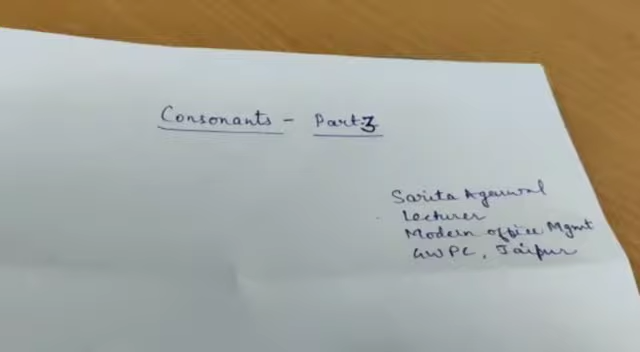 Consonants - Part-3
Sarita Agarwal
Lecturer
Modern office Mgmt
GWPC, Jaipur